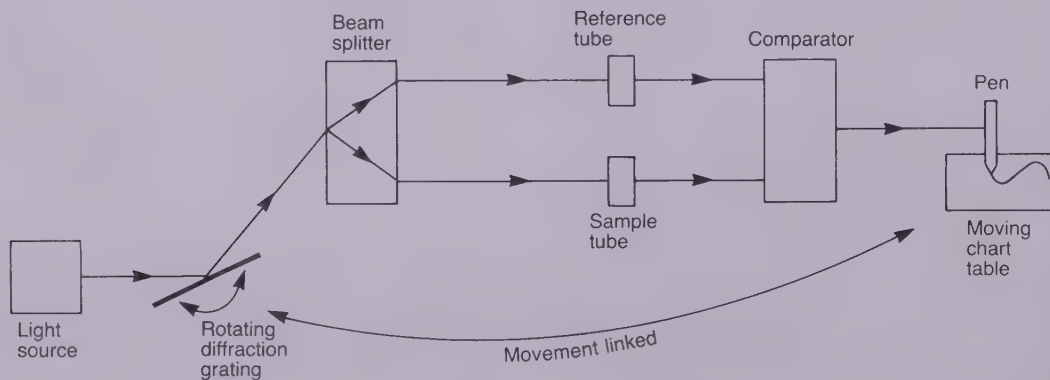 Beam
splitter
Reference
tube
Comparator
Pen
Sample
tube
Moving
chart
table
Light
source
Rotating
diffraction
grating
Movement linked